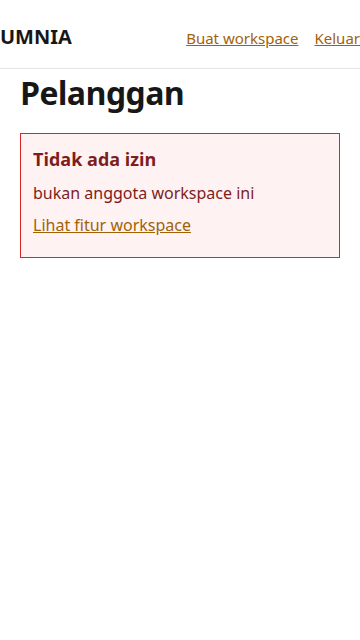 UMNIA
Buat workspace Keluar
Pelanggan
Tidak ada izin
bukan anggota workspace ini
Lihat fitur workspace